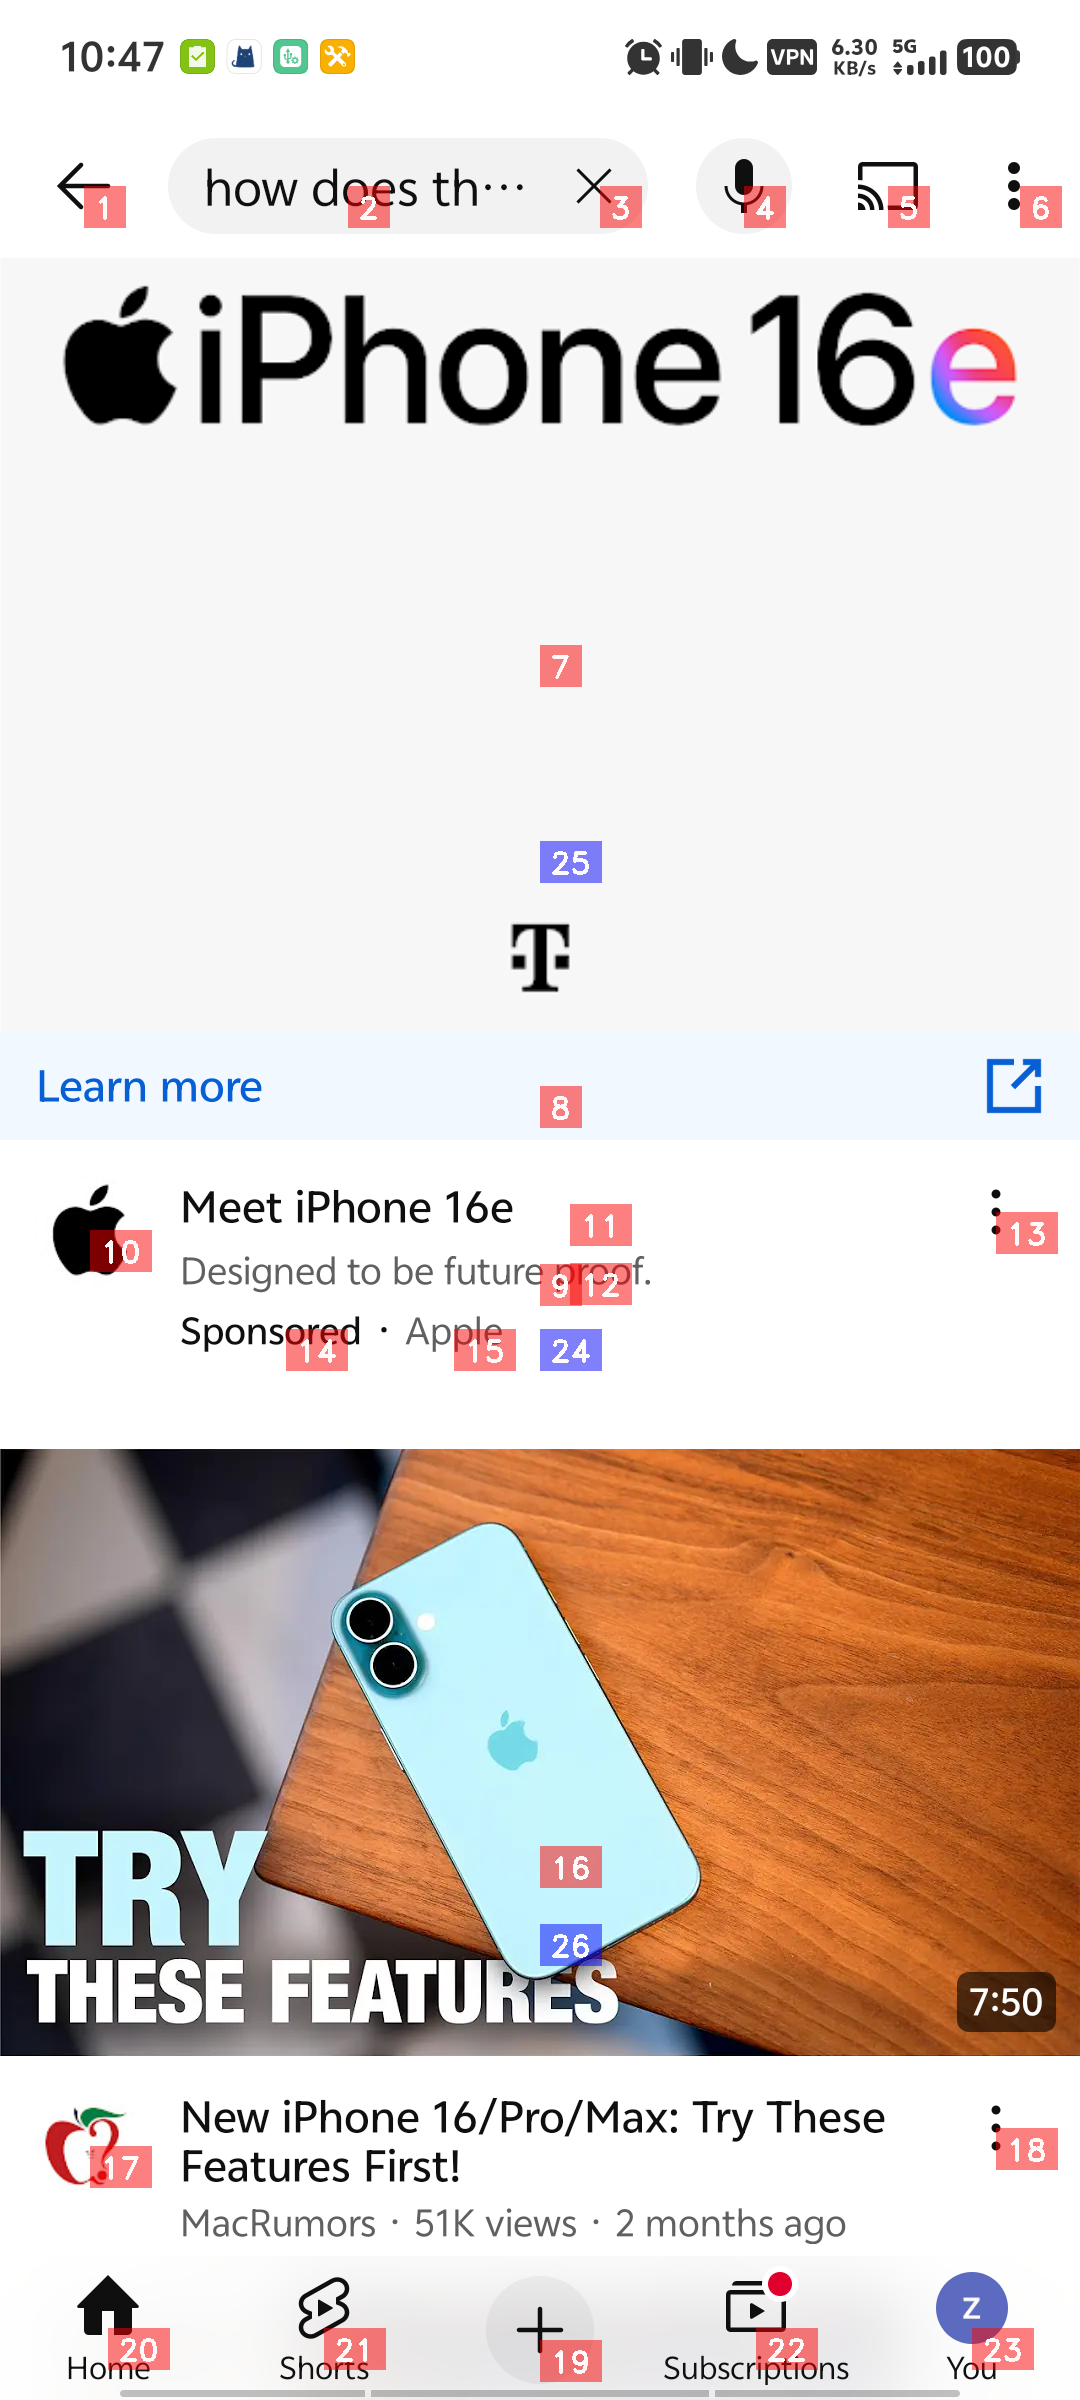 10:47
VPN
6.30 KB/s
5G
100
how does th···
1
2
3
4
5
6
iPhone 16e
7
25
T
Learn more
8
Meet iPhone 16e
11
10
13
Designed to be future proof.
9
12
Sponsored · Apple
14
15
24
TRY
16
26
THESE FEATURES
7:50
New iPhone 16/Pro/Max: Try These
Features First!
17
18
MacRumors · 51K views · 2 months ago
Z
20
21
19
22
23
Home
Shorts
Subscriptions
You